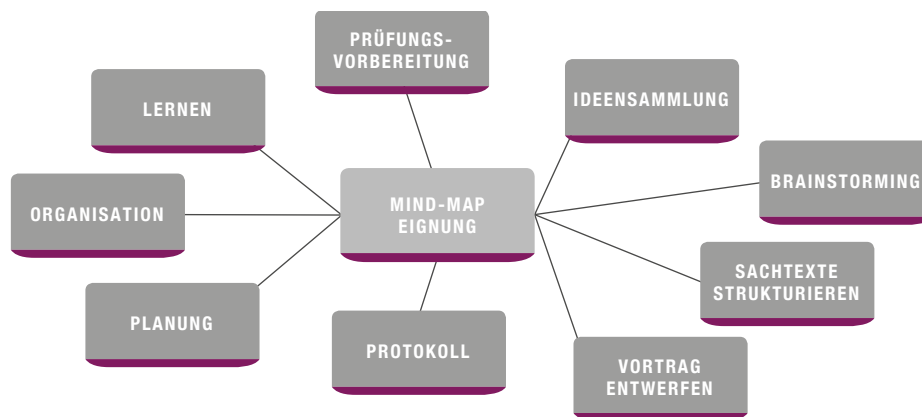 PRÜFUNGS-
VORBEREITUNG
IDEENSAMMLUNG
LERNEN
BRAINSTORMING
MIND-MAP
EIGNUNG
ORGANISATION
SACHTEXTE
STRUKTURIEREN
PLANUNG
PROTOKOLL
VORTRAG
ENTWERFEN